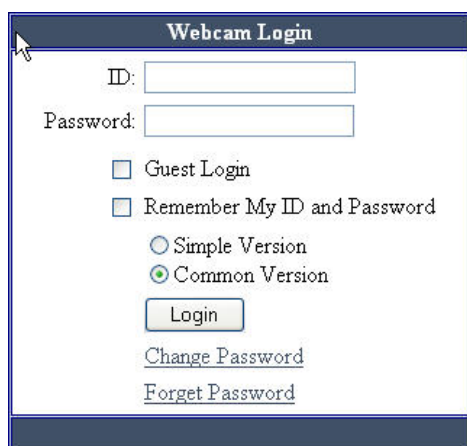 Webcam Login
ID:
Password:
Guest Login
Remember My ID and Password
Simple Version
Common Version
Login
Change Password
Forget Password